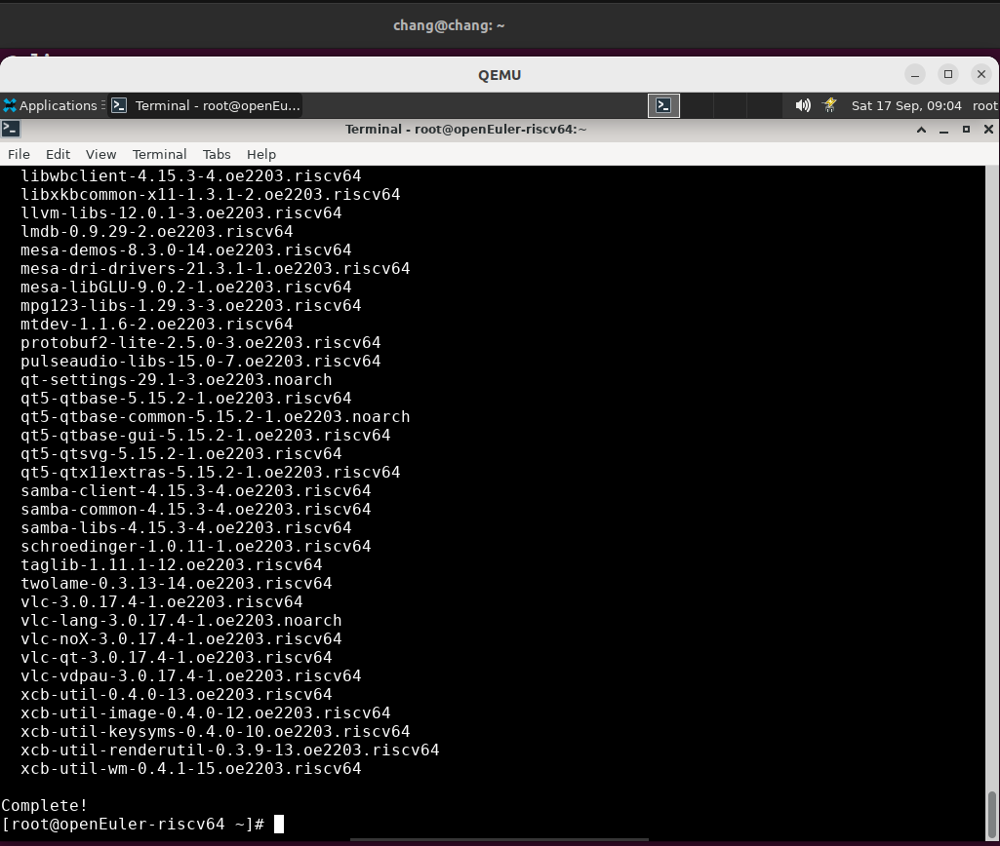 chang@chang: ~
QEMU
Applications Terminal - root@openEu... Sat 17 Sep, 09:04 root
Terminal - root@openEuler-riscv64:~
File Edit View Terminal Tabs Help
libwbclient-4.15.3-4.oe2203.riscv64
libxkbcommon-x11-1.3.1-2.oe2203.riscv64
llvm-libs-12.0.1-3.oe2203.riscv64
lmdb-0.9.29-2.oe2203.riscv64
mesa-demos-8.3.0-14.oe2203.riscv64
mesa-dri-drivers-21.3.1-1.oe2203.riscv64
mesa-libGLU-9.0.2-1.oe2203.riscv64
mpg123-libs-1.29.3-3.oe2203.riscv64
mtdev-1.1.6-2.oe2203.riscv64
protobuf2-lite-2.5.0-3.oe2203.riscv64
pulseaudio-libs-15.0-7.oe2203.riscv64
qt-settings-29.1-3.oe2203.noarch
qt5-qtbase-5.15.2-1.oe2203.riscv64
qt5-qtbase-common-5.15.2-1.oe2203.noarch
qt5-qtbase-gui-5.15.2-1.oe2203.riscv64
qt5-qtsvg-5.15.2-1.oe2203.riscv64
qt5-qtx11extras-5.15.2-1.oe2203.riscv64
samba-client-4.15.3-4.oe2203.riscv64
samba-common-4.15.3-4.oe2203.riscv64
samba-libs-4.15.3-4.oe2203.riscv64
schroedinger-1.0.11-1.oe2203.riscv64
taglib-1.11.1-12.oe2203.riscv64
twolame-0.3.13-14.oe2203.riscv64
vlc-3.0.17.4-1.oe2203.riscv64
vlc-lang-3.0.17.4-1.oe2203.noarch
vlc-noX-3.0.17.4-1.oe2203.riscv64
vlc-qt-3.0.17.4-1.oe2203.riscv64
vlc-vdpau-3.0.17.4-1.oe2203.riscv64
xcb-util-0.4.0-13.oe2203.riscv64
xcb-util-image-0.4.0-12.oe2203.riscv64
xcb-util-keysyms-0.4.0-10.oe2203.riscv64
xcb-util-renderutil-0.3.9-13.oe2203.riscv64
xcb-util-wm-0.4.1-15.oe2203.riscv64
Complete!
[root@openEuler-riscv64 ~]#